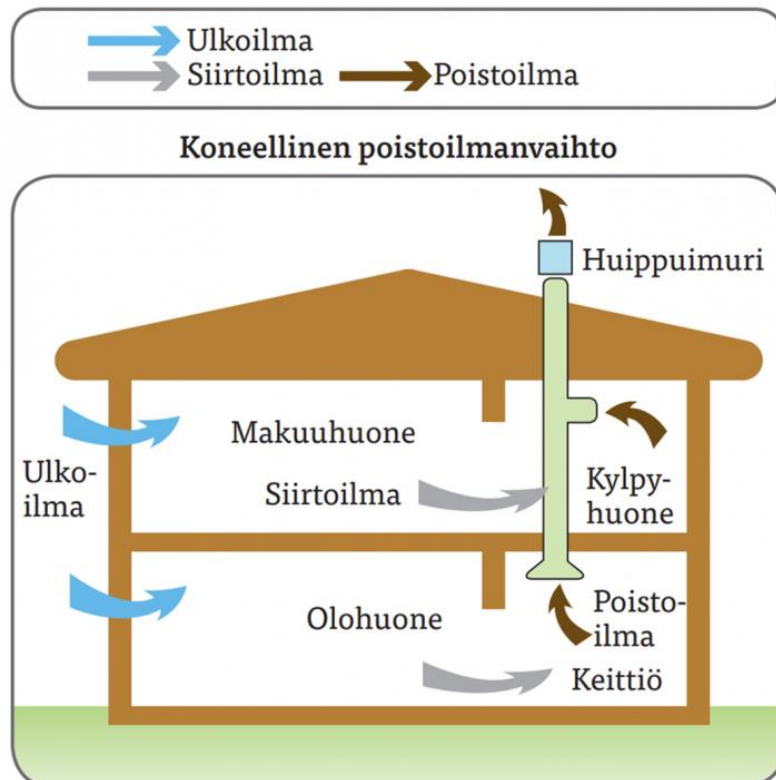 Ulkoilma
Siirtoilma Poistoilma
Koneellinen poistoilmanvaihto
Huippuimuri
Makuuhuone
Ulko-
ilma
Siirtoilma
Kylpy-
huone
Olohuone
Poisto-
ilma
Keittiö